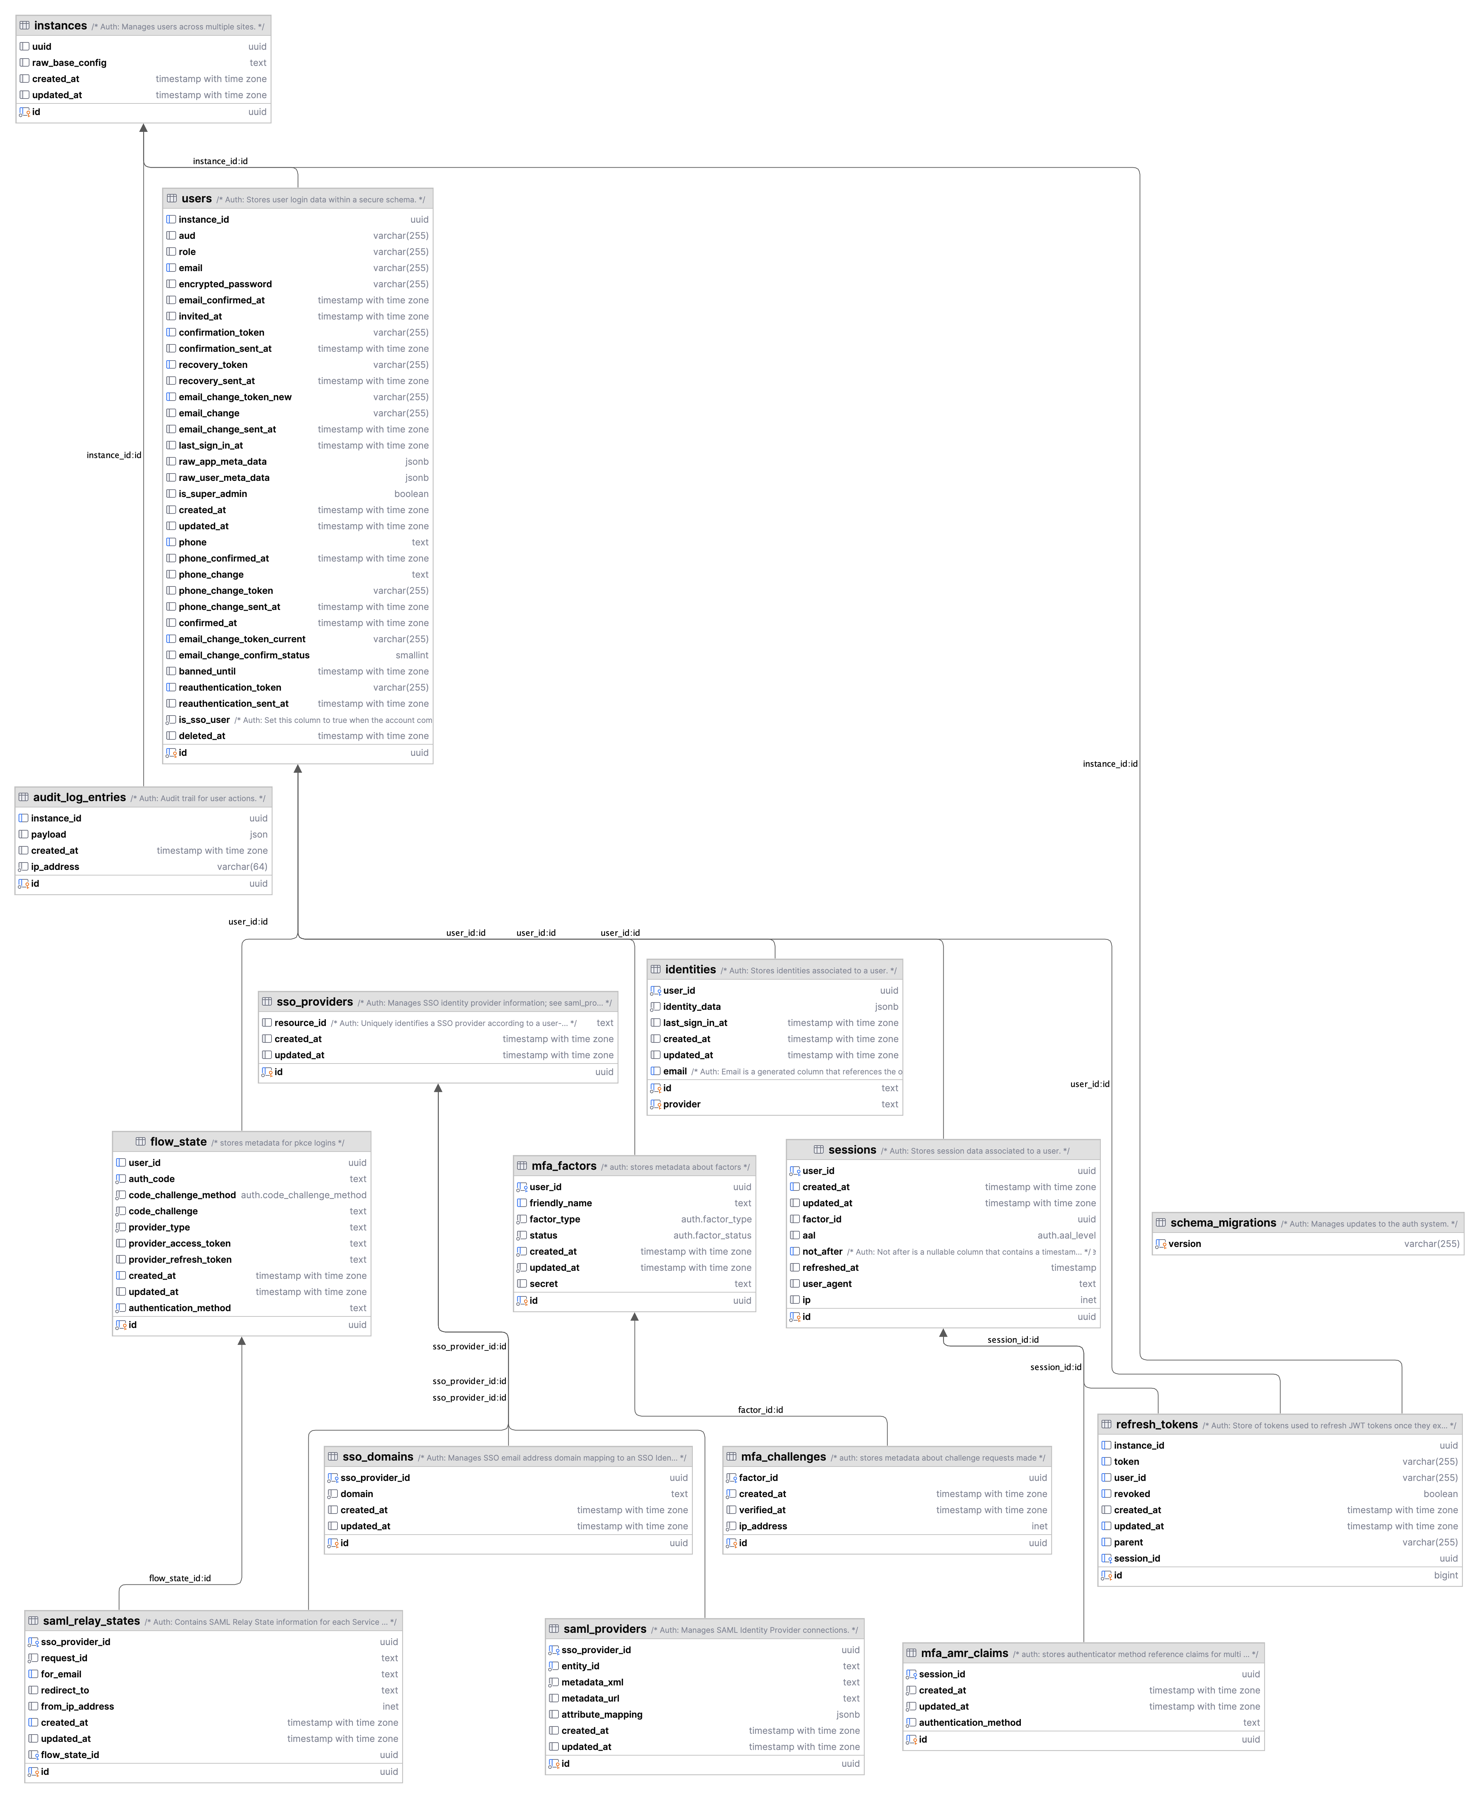 instances /* Auth: Manages users across multiple sites. */
uuid uuid
raw_base_config text
created_at timestamp with time zone
updated_at timestamp with time zone
id uuid
instance_id:id
users /* Auth: Stores user login data within a secure schema. */
instance_id uuid
aud varchar(255)
role varchar(255)
email varchar(255)
encrypted_password varchar(255)
email_confirmed_at timestamp with time zone
invited_at timestamp with time zone
confirmation_token varchar(255)
confirmation_sent_at timestamp with time zone
recovery_token varchar(255)
recovery_sent_at timestamp with time zone
email_change_token_new varchar(255)
email_change varchar(255)
email_change_sent_at timestamp with time zone
last_sign_in_at timestamp with time zone
raw_app_meta_data jsonb
raw_user_meta_data jsonb
is_super_admin boolean
created_at timestamp with time zone
updated_at timestamp with time zone
phone text
phone_confirmed_at timestamp with time zone
phone_change text
phone_change_token varchar(255)
phone_change_sent_at timestamp with time zone
confirmed_at timestamp with time zone
email_change_token_current varchar(255)
email_change_confirm_status smallint
banned_until timestamp with time zone
reauthentication_token varchar(255)
reauthentication_sent_at timestamp with time zone
is_sso_user /* Auth: Set this column to true when the account com
deleted_at timestamp with time zone
id uuid
instance_id:id
instance_id:id
audit_log_entries /* Auth: Audit trail for user actions. */
instance_id uuid
payload json
created_at timestamp with time zone
ip_address varchar(64)
id uuid
user_id:id
user_id:id
user_id:id
user_id:id
identities /* Auth: Stores identities associated to a user. */
user_id uuid
identity_data jsonb
last_sign_in_at timestamp with time zone
created_at timestamp with time zone
updated_at timestamp with time zone
email /* Auth: Email is a generated column that references the o
id text
provider text
sso_providers /* Auth: Manages SSO identity provider information; see saml_pro... */
resource_id /* Auth: Uniquely identifies a SSO provider according to a user-... */ text
created_at timestamp with time zone
updated_at timestamp with time zone
id uuid
user_id:id
flow_state /* stores metadata for pkce logins */
user_id uuid
auth_code text
code_challenge_method auth.code_challenge_method
code_challenge text
provider_type text
provider_access_token text
provider_refresh_token text
created_at timestamp with time zone
updated_at timestamp with time zone
authentication_method text
id uuid
mfa_factors /* auth: stores metadata about factors */
user_id uuid
friendly_name text
factor_type auth.factor_type
status auth.factor_status
created_at timestamp with time zone
updated_at timestamp with time zone
secret text
id uuid
sessions /* Auth: Stores session data associated to a user. */
user_id uuid
created_at timestamp with time zone
updated_at timestamp with time zone
factor_id uuid
aal auth.aal_level
not_after /* Auth: Not after is a nullable column that contains a timestam... */
refreshed_at timestamp
user_agent text
ip inet
id uuid
schema_migrations /* Auth: Manages updates to the auth system. */
version varchar(255)
sso_provider_id:id
sso_provider_id:id
sso_provider_id:id
session_id:id
session_id:id
factor_id:id
refresh_tokens /* Auth: Store of tokens used to refresh JWT tokens once they ex... */
instance_id uuid
token varchar(255)
user_id varchar(255)
revoked boolean
created_at timestamp with time zone
updated_at timestamp with time zone
parent varchar(255)
session_id uuid
id bigint
sso_domains /* Auth: Manages SSO email address domain mapping to an SSO Iden... */
sso_provider_id uuid
domain text
created_at timestamp with time zone
updated_at timestamp with time zone
id uuid
mfa_challenges /* auth: stores metadata about challenge requests made */
factor_id uuid
created_at timestamp with time zone
verified_at timestamp with time zone
ip_address inet
id uuid
flow_state_id:id
saml_relay_states /* Auth: Contains SAML Relay State information for each Service ... */
sso_provider_id uuid
request_id text
for_email text
redirect_to text
from_ip_address inet
created_at timestamp with time zone
updated_at timestamp with time zone
flow_state_id uuid
id uuid
saml_providers /* Auth: Manages SAML Identity Provider connections. */
sso_provider_id uuid
entity_id text
metadata_xml text
metadata_url text
attribute_mapping jsonb
created_at timestamp with time zone
updated_at timestamp with time zone
id uuid
mfa_amr_claims /* auth: stores authenticator method reference claims for multi ... */
session_id uuid
created_at timestamp with time zone
updated_at timestamp with time zone
authentication_method text
id uuid